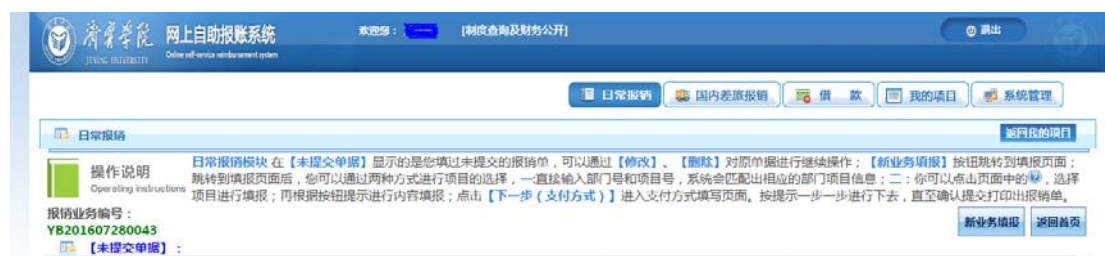 济宁学院 网上自助报账系统 欢迎您： [制度查询及财务公开] 退出
JINING UNIVERSITY Online self-service reimbursement system
日常报销 国内差旅报销 借 款 我的项目 系统管理
日常报销 返回我的项目
操作说明
Operating instructions
日常报销模块 在【未提交单据】显示的是您填过未提交的报销单，可以通过【修改】、【删除】对原单据进行继续操作；【新业务填报】按钮跳转到填报页面；
跳转到填报页面后，您可以通过两种方式进行项目的选择，一:直接输入部门号和项目号，系统会匹配出相应的部门项目信息；二：你可以点击页面中的，选择
项目进行填报；再根据按钮提示进行内容填报；点击【下一步（支付方式）】进入支付方式填写页面。按提示一步一步进行下去，直至确认提交打印出报销单。
报销业务编号：
YB201607280043
新业务填报 返回首页
【未提交单据】：